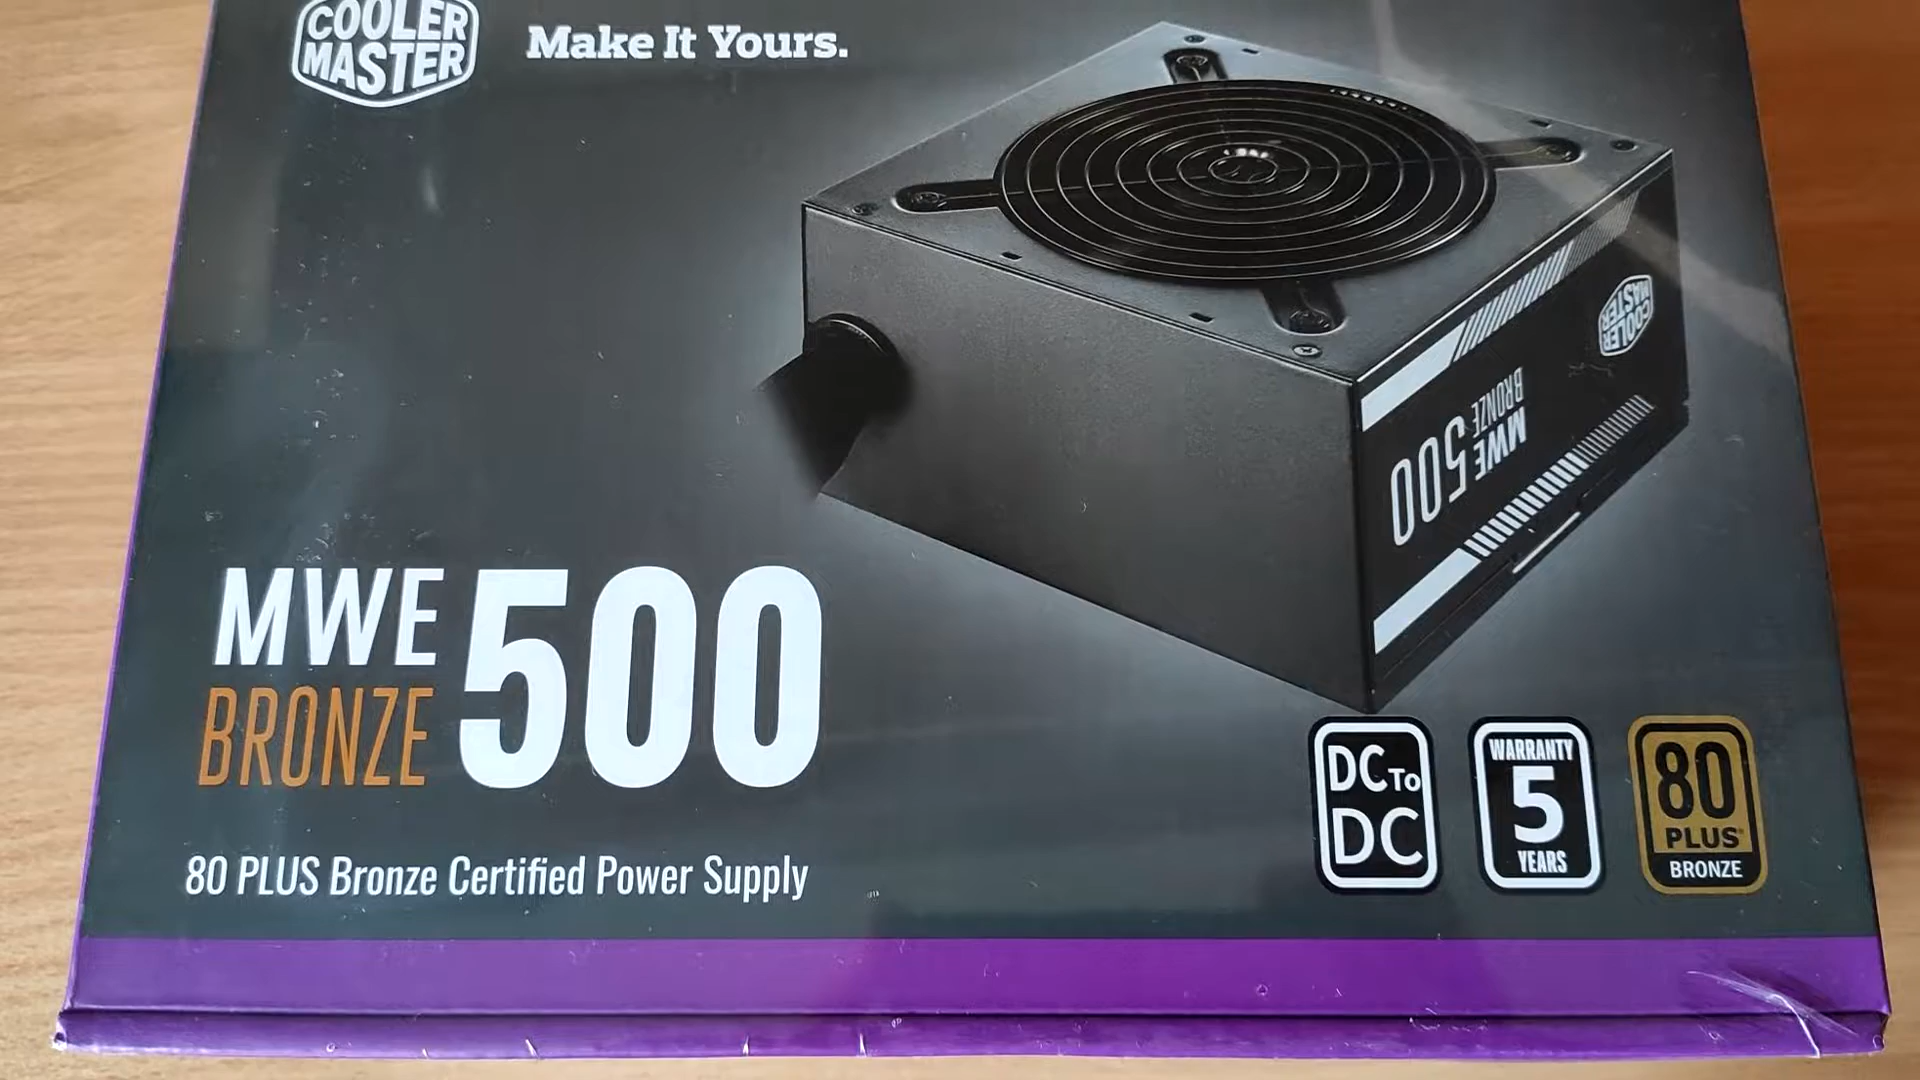 COOLER
MASTER
Make It Yours.
COOLER
MASTER
MWE
BRONZE
500
MWE
BRONZE
500
80 PLUS Bronze Certified Power Supply
DC To
DC
WARRANTY
5
YEARS
80
PLUS
BRONZE